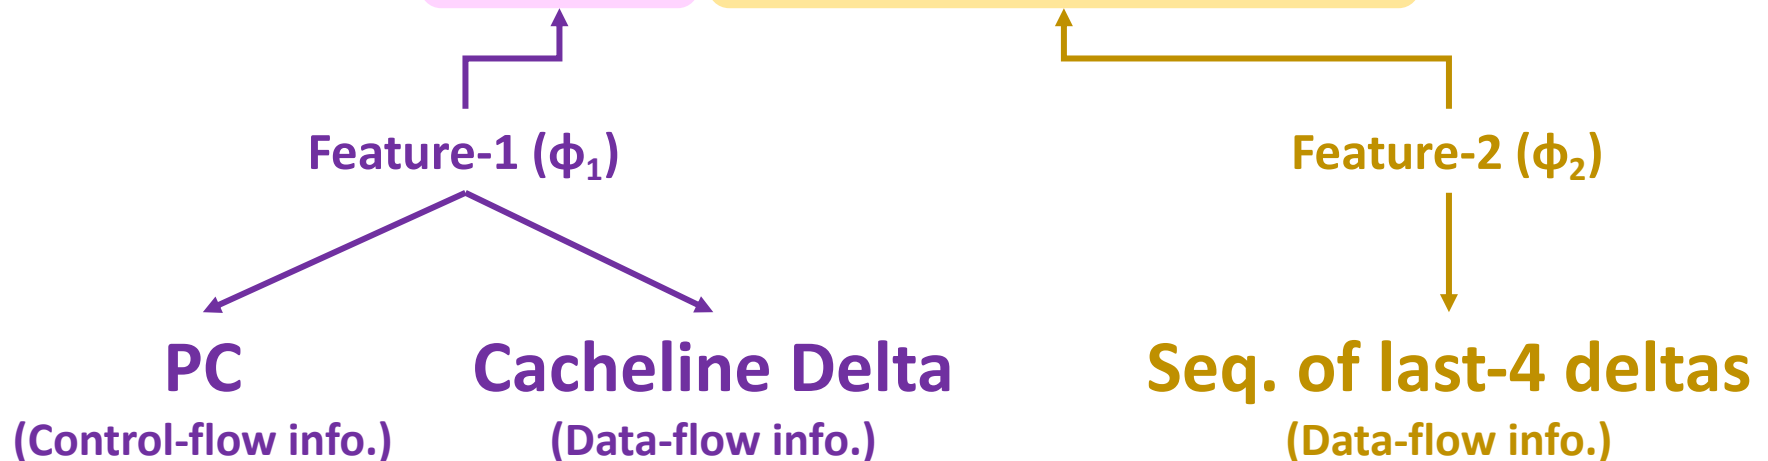 Feature-1 (ϕ₁)
Feature-2 (ϕ₂)
PC
Cacheline Delta
Seq. of last-4 deltas
(Control-flow info.)
(Data-flow info.)
(Data-flow info.)